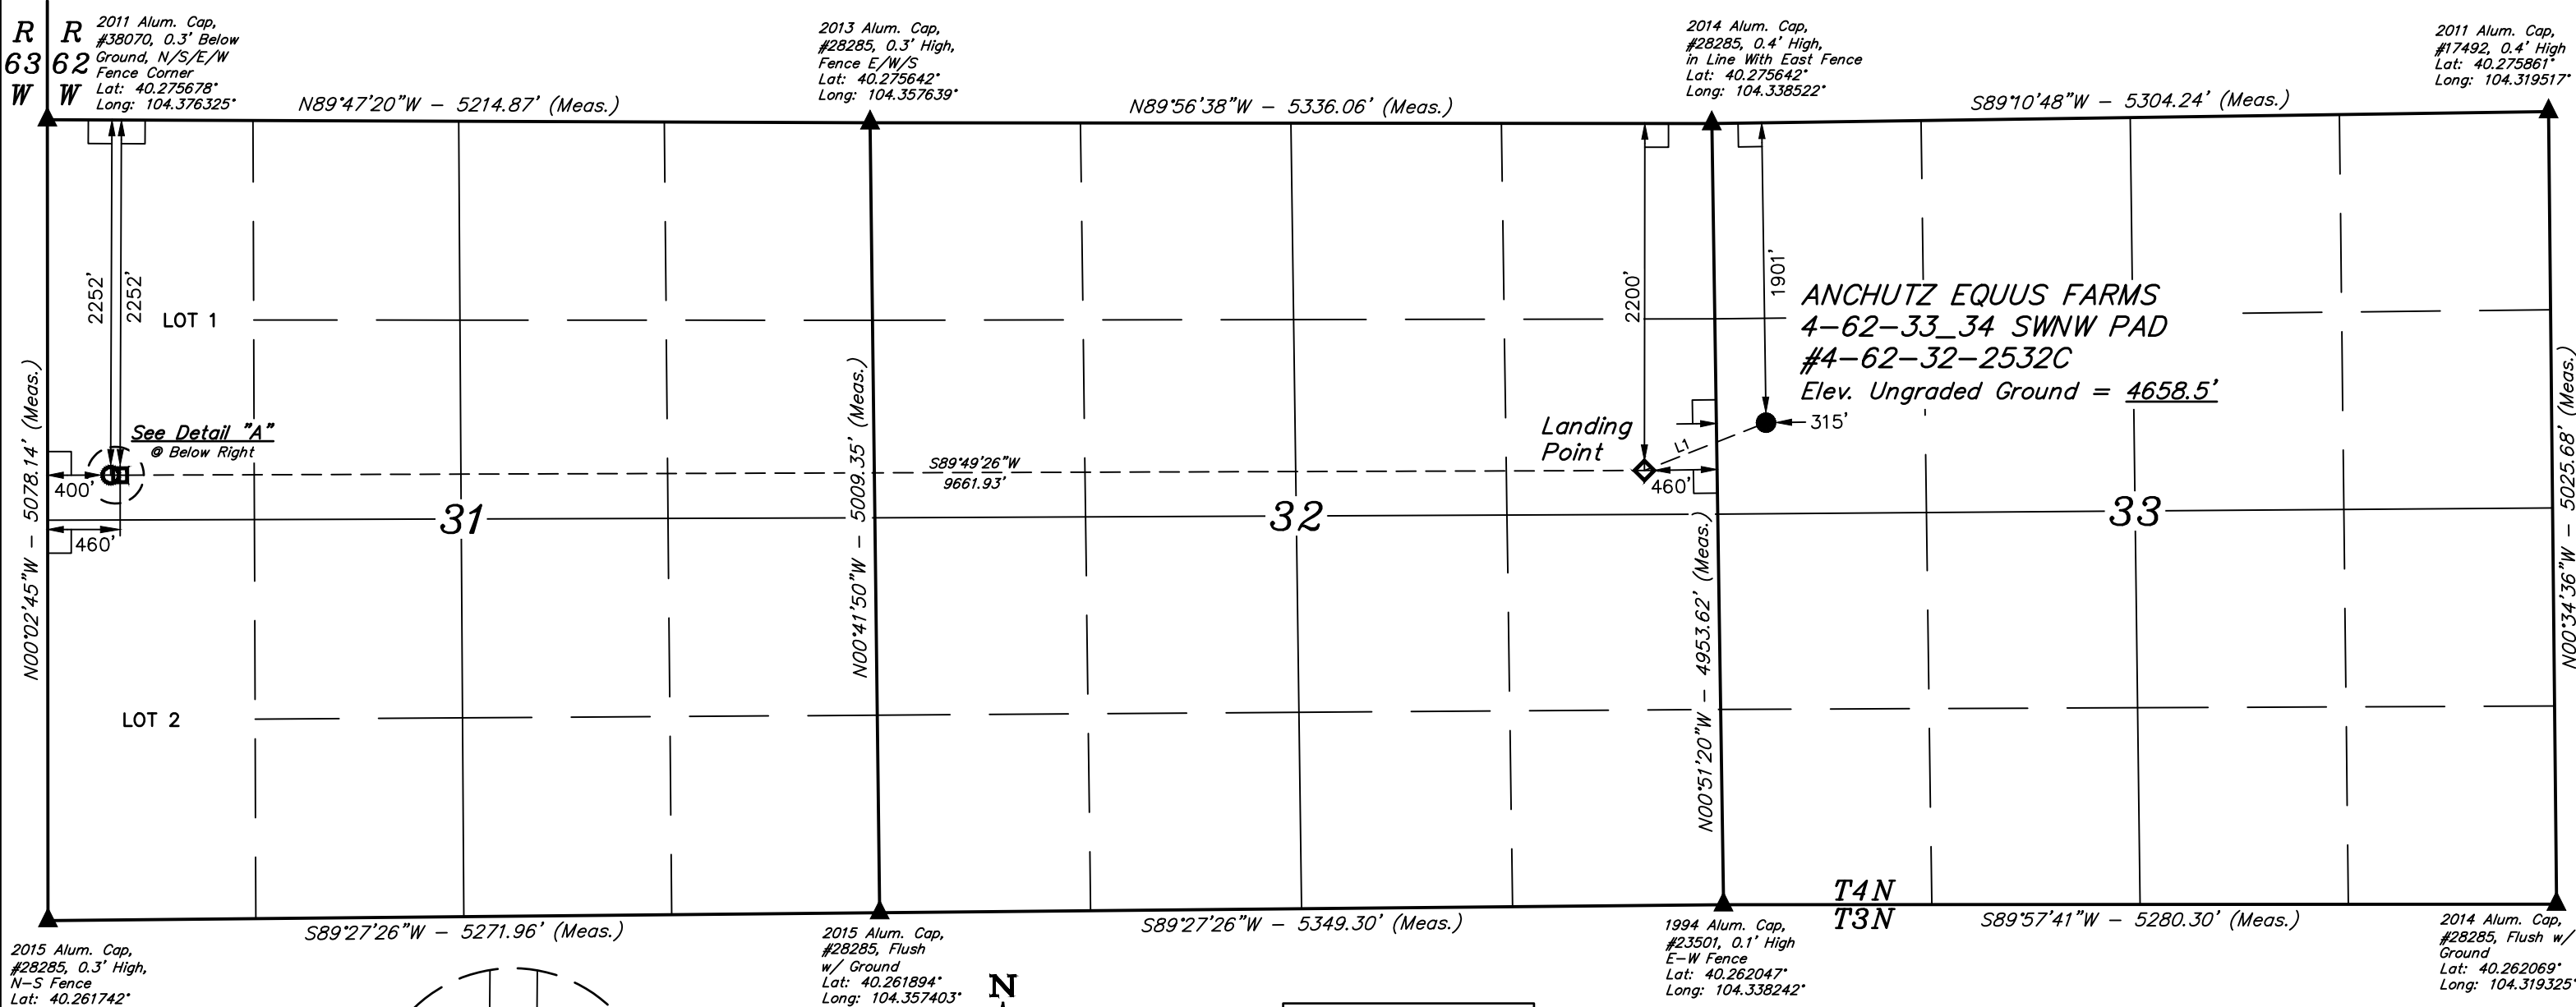 R R
63 62
W W
2011 Alum. Cap,
#38070, 0.3' Below
Ground, N/S/E/W
Fence Corner
Lat: 40.275678°
Long: 104.376325°
2013 Alum. Cap,
#28285, 0.3' High,
Fence E/W/S
Lat: 40.275642°
Long: 104.357639°
2014 Alum. Cap,
#28285, 0.4' High,
in Line With East Fence
Lat: 40.275642°
Long: 104.338522°
2011 Alum. Cap,
#17492, 0.4' High
Lat: 40.275861°
Long: 104.319517°
N89°47'20"W - 5214.87' (Meas.)
N89°56'38"W - 5336.06' (Meas.)
S89°10'48"W - 5304.24' (Meas.)
2252'
2252'
LOT 1
2200'
1901'
ANCHUTZ EQUUS FARMS
4-62-33_34 SWNW PAD
#4-62-32-2532C
Elev. Ungraded Ground = 4658.5'
N00°02'45"W - 5078.14' (Meas.)
N00°41'50"W - 5009.35' (Meas.)
N00°51'20"W - 4953.62' (Meas.)
N00°34'36"W - 5025.68' (Meas.)
See Detail "A"
@ Below Right
Landing
Point
L1
315'
S89°49'26"W
9661.93'
400'
460'
460'
31
32
33
LOT 2
T4N
T3N
S89°27'26"W - 5271.96' (Meas.)
S89°27'26"W - 5349.30' (Meas.)
S89°57'41"W - 5280.30' (Meas.)
2015 Alum. Cap,
#28285, 0.3' High,
N-S Fence
Lat: 40.261742°
2015 Alum. Cap,
#28285, Flush
w/ Ground
Lat: 40.261894°
Long: 104.357403°
N
1994 Alum. Cap,
#23501, 0.1' High
E-W Fence
Lat: 40.262047°
Long: 104.338242°
2014 Alum. Cap,
#28285, Flush w/
Ground
Lat: 40.262069°
Long: 104.319325°